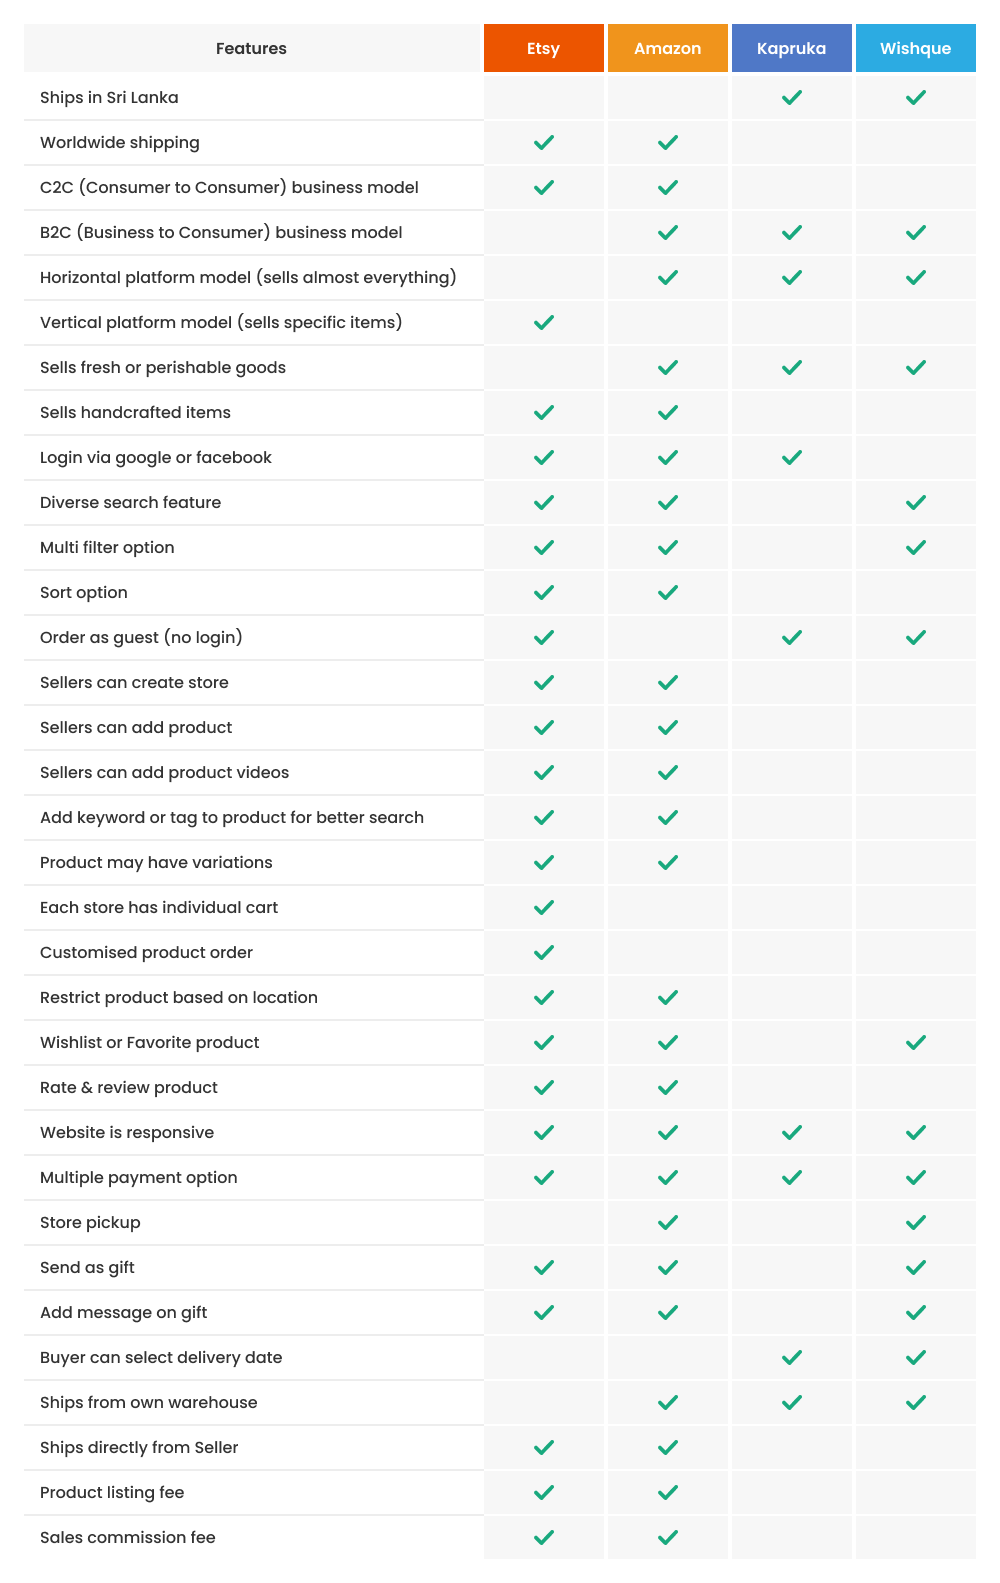 Features Etsy Amazon Kapruka Wishque
Ships in Sri Lanka
Worldwide shipping
C2C (Consumer to Consumer) business model
B2C (Business to Consumer) business model
Horizontal platform model (sells almost everything)
Vertical platform model (sells specific items)
Sells fresh or perishable goods
Sells handcrafted items
Login via google or facebook
Diverse search feature
Multi filter option
Sort option
Order as guest (no login)
Sellers can create store
Sellers can add product
Sellers can add product videos
Add keyword or tag to product for better search
Product may have variations
Each store has individual cart
Customised product order
Restrict product based on location
Wishlist or Favorite product
Rate & review product
Website is responsive
Multiple payment option
Store pickup
Send as gift
Add message on gift
Buyer can select delivery date
Ships from own warehouse
Ships directly from Seller
Product listing fee
Sales commission fee